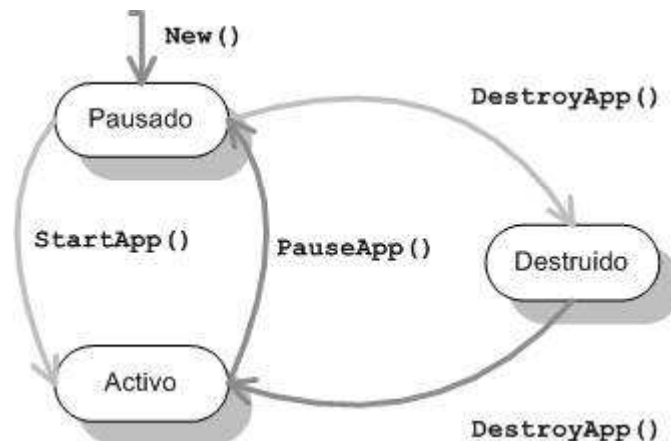 New()
Pausado
DestroyApp()
StartApp()
PauseApp()
Destruido
Activo
DestroyApp()